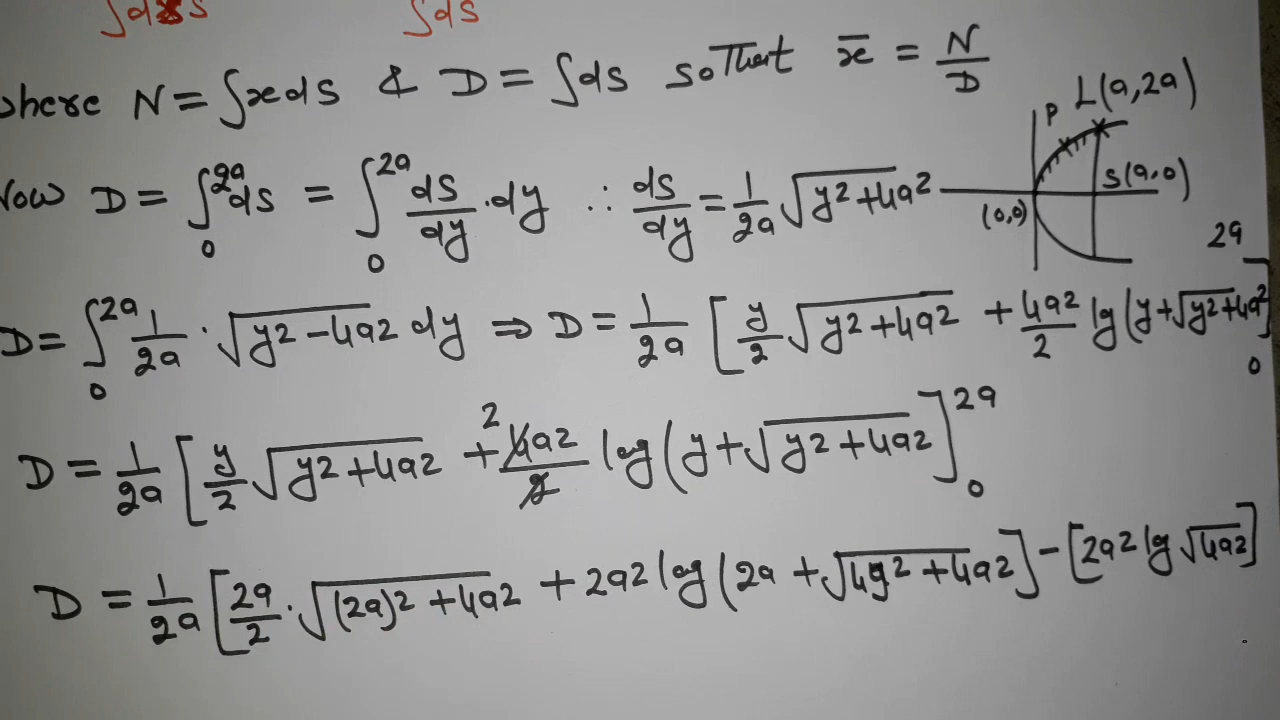 ∫ds ∫ds
where N = ∫xds & D = ∫ds so That x̄ = N/D
P L(a,2a)
S(a,0)
(0,0)
Now D = ∫₀^2a ds = ∫₀^2a ds/dy · dy ∴ ds/dy = 1/2a √(y²+4a²)
D = ∫₀^2a 1/2a · √(y²-4a²) dy ⇒ D = 1/2a [y/2 √(y²+4a²) + 4a²/2 lg(y+√(y²+4a²)]₀^2a
D = 1/2a [y/2 √(y²+4a²) + 4a²/2 log(y+√(y²+4a²)]₀^2a
D = 1/2a [2a/2 · √((2a)²+4a²) + 2a² log(2a+√(4a²+4a²)] - [2a² lg √(4a²)]